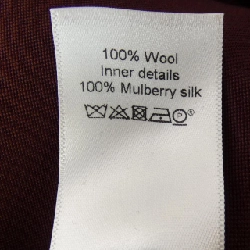 100% Wool
Inner details
100% Mulberry silk